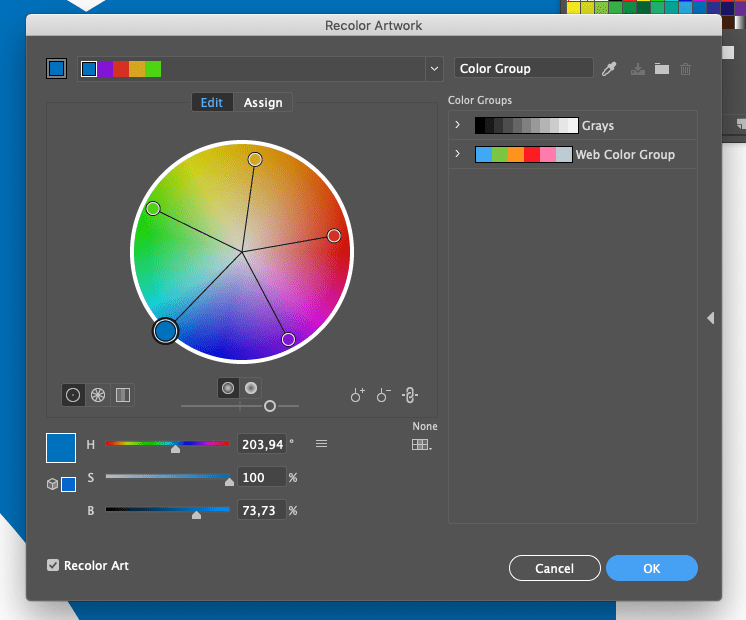 Recolor Artwork
Color Group
Edit Assign
Color Groups
Grays
Web Color Group
None
H 203,94 °
S 100 %
B 73,73 %
Recolor Art
Cancel OK